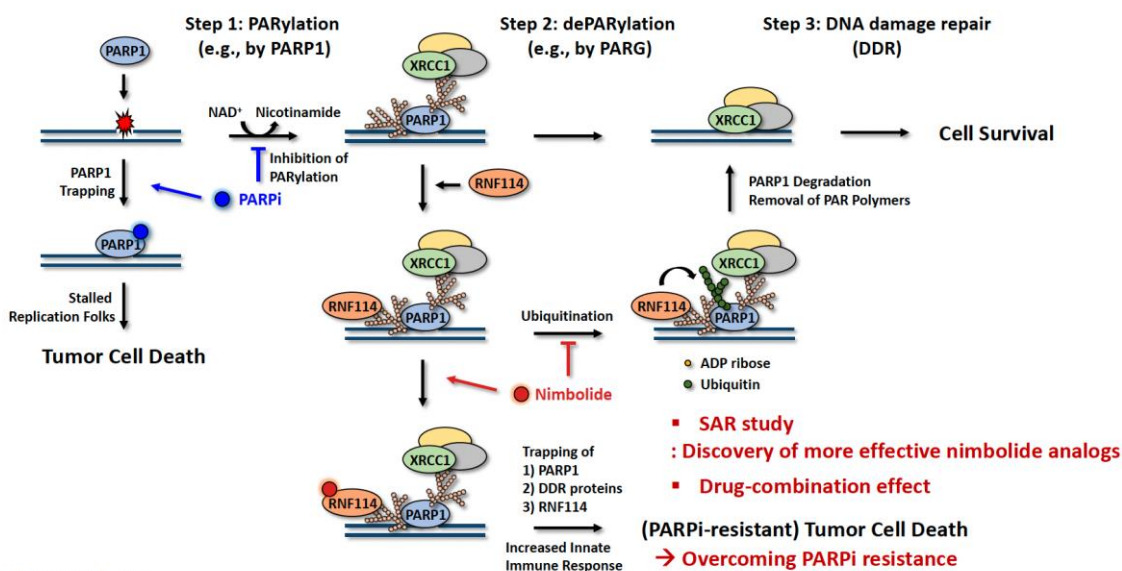 Step 1: PARylation
(e.g., by PARP1)
Step 2: dePARylation
(e.g., by PARG)
Step 3: DNA damage repair
(DDR)
PARP1
NAD⁺
Nicotinamide
XRCC1
PARP1
XRCC1
Cell Survival
PARP1
Trapping
Inhibition of
PARylation
PARPi
RNF114
PARP1 Degradation
Removal of PAR Polymers
PARP1
XRCC1
RNF114
PARP1
Ubiquitination
XRCC1
RNF114
PARP1
Stalled
Replication Folks
Tumor Cell Death
ADP ribose
Ubiquitin
Nimbolide
▪ SAR study
: Discovery of more effective nimbolide analogs
▪ Drug-combination effect
XRCC1
RNF114
PARP1
Trapping of
1) PARP1
2) DDR proteins
3) RNF114
Increased Innate
Immune Response
(PARPi-resistant) Tumor Cell Death
→ Overcoming PARPi resistance